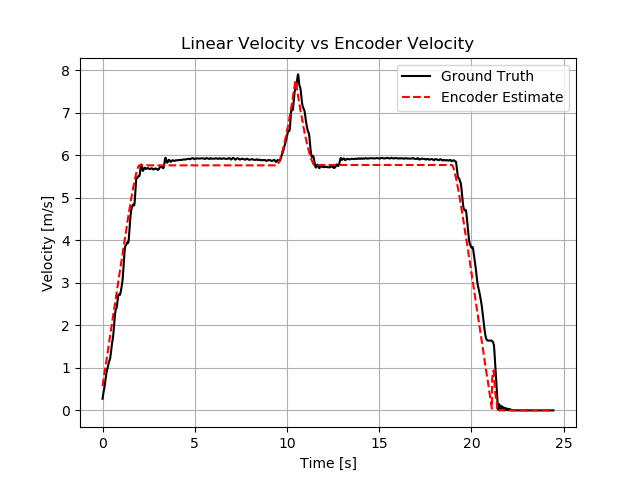 Linear Velocity vs Encoder Velocity
Ground Truth
Encoder Estimate
Velocity [m/s]
8
7
6
5
4
3
2
1
0
0 5 10 15 20 25
Time [s]